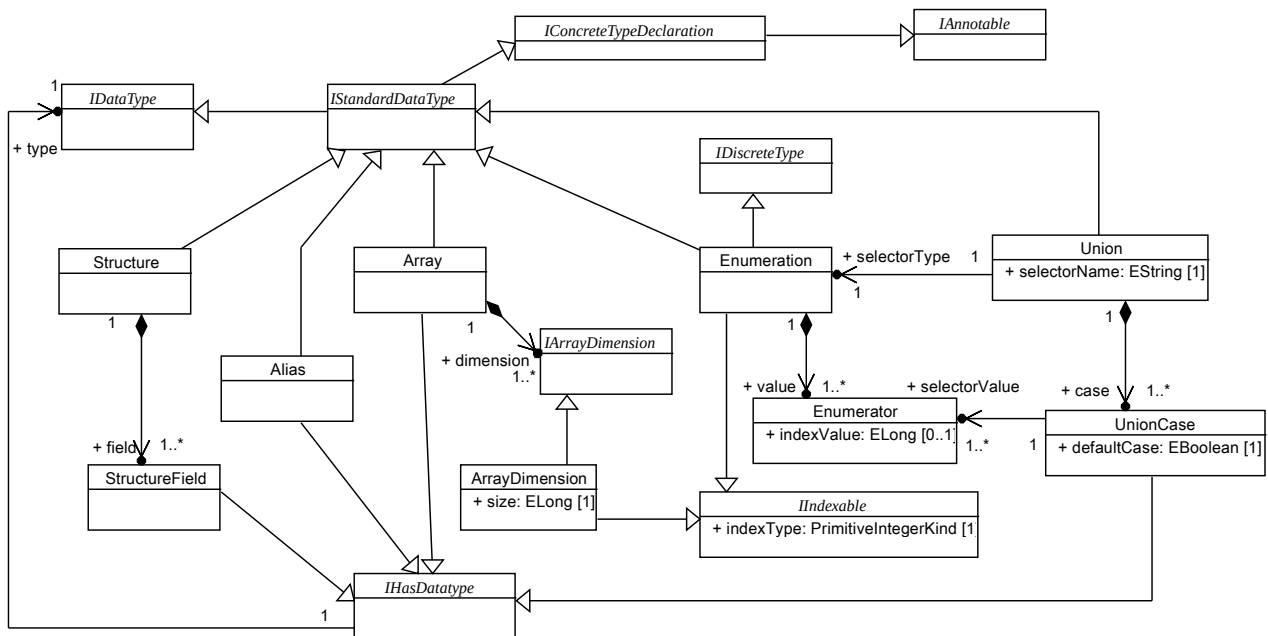 IConcreteTypeDeclaration
IAnnotable
1
IDataType
IStandardDataType
+ type
IDiscreteType
Structure
Array
Enumeration
+ selectorType
1
Union
+ selectorName: EString [1]
1
1
1
1
1
IArrayDimension
+ dimension
1..*
Alias
+ value
1..*
+ selectorValue
+ case
1..*
Enumerator
+ indexValue: ELong [0..1]
1..*
1
UnionCase
+ defaultCase: EBoolean [1]
+ field
1..*
StructureField
ArrayDimension
+ size: ELong [1]
IIndexable
+ indexType: PrimitiveIntegerKind [1]
IHasDatatype
1